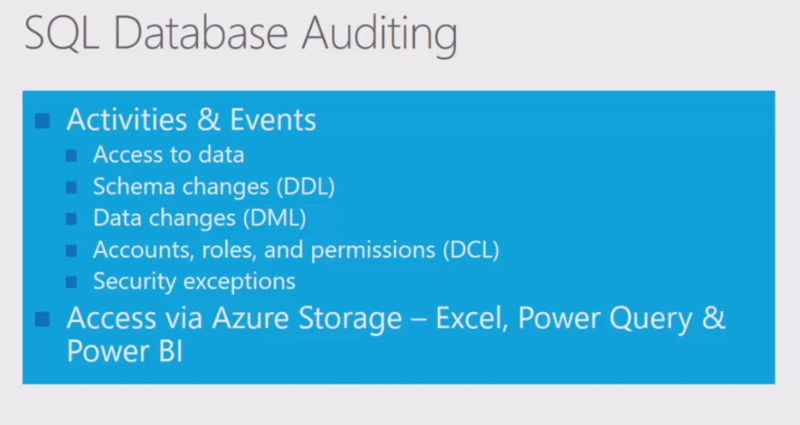 SQL Database Auditing
Activities & Events
Access to data
Schema changes (DDL)
Data changes (DML)
Accounts, roles, and permissions (DCL)
Security exceptions
Access via Azure Storage – Excel, Power Query &
Power BI